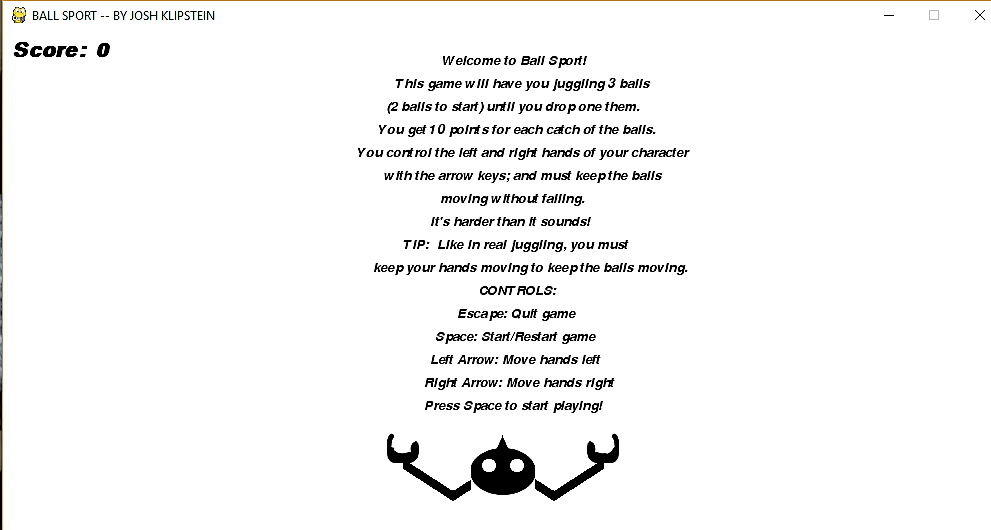 BALL SPORT -- BY JOSH KLIPSTEIN
Score: 0
Welcome to Ball Sport!
This game will have you juggling 3 balls
(2 balls to start) until you drop one them.
You get 10 points for each catch of the balls.
You control the left and right hands of your character
with the arrow keys; and must keep the balls
moving without falling.
It's harder than it sounds!
TIP: Like in real juggling, you must
keep your hands moving to keep the balls moving.
CONTROLS:
Escape: Quit game
Space: Start/Restart game
Left Arrow: Move hands left
Right Arrow: Move hands right
Press Space to start playing!